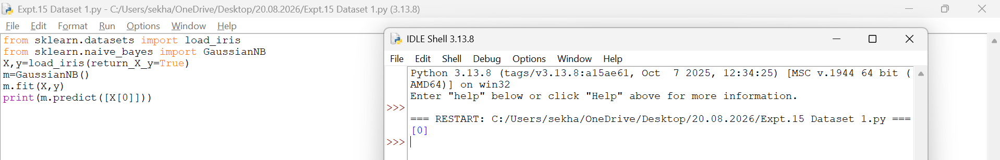 Expt.15 Dataset 1.py - C:/Users/sekha/OneDrive/Desktop/20.08.2026/Expt.15 Dataset 1.py (3.13.8)
File Edit Format Run Options Window Help
from sklearn.datasets import load_iris
from sklearn.naive_bayes import GaussianNB
X,y=load_iris(return_X_y=True)
m=GaussianNB()
m.fit(X,y)
print(m.predict([X[0]]))
IDLE Shell 3.13.8
File Edit Shell Debug Options Window Help
Python 3.13.8 (tags/v3.13.8:a15ae61, Oct  7 2025, 12:34:25) [MSC v.1944 64 bit (
AMD64)] on win32
Enter "help" below or click "Help" above for more information.
>>>
=== RESTART: C:/Users/sekha/OneDrive/Desktop/20.08.2026/Expt.15 Dataset 1.py ===
[0]
>>>